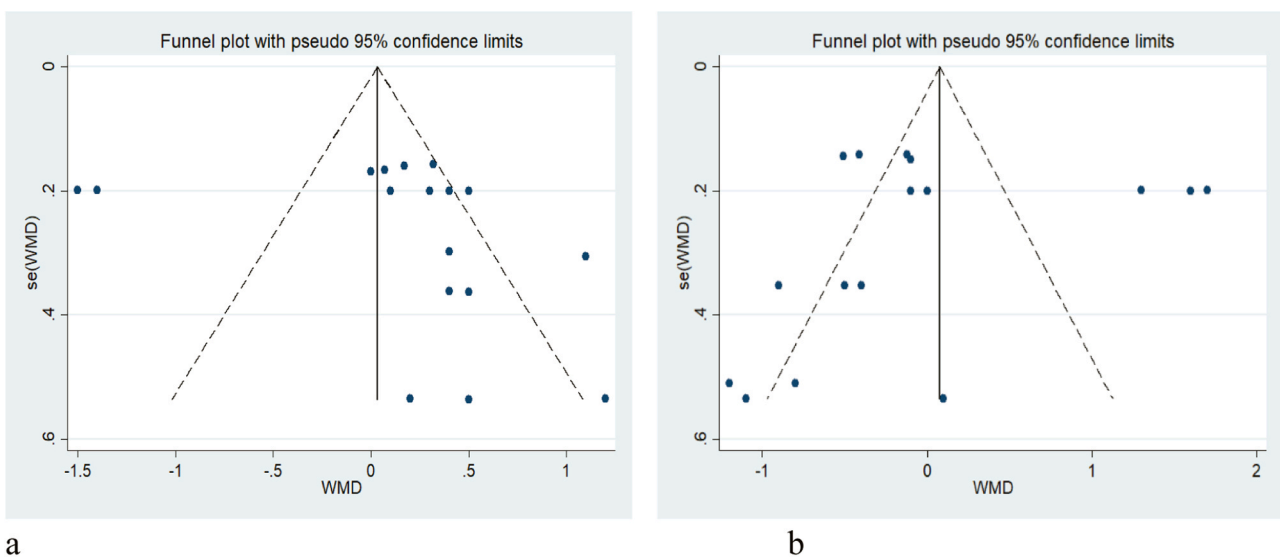 Funnel plot with pseudo 95% confidence limits
0
.2
.4
.6
se(WMD)
-1.5 -1 -.5 0 .5 1
WMD
a
Funnel plot with pseudo 95% confidence limits
0
.2
.4
.6
se(WMD)
-1 0 1 2
WMD
b